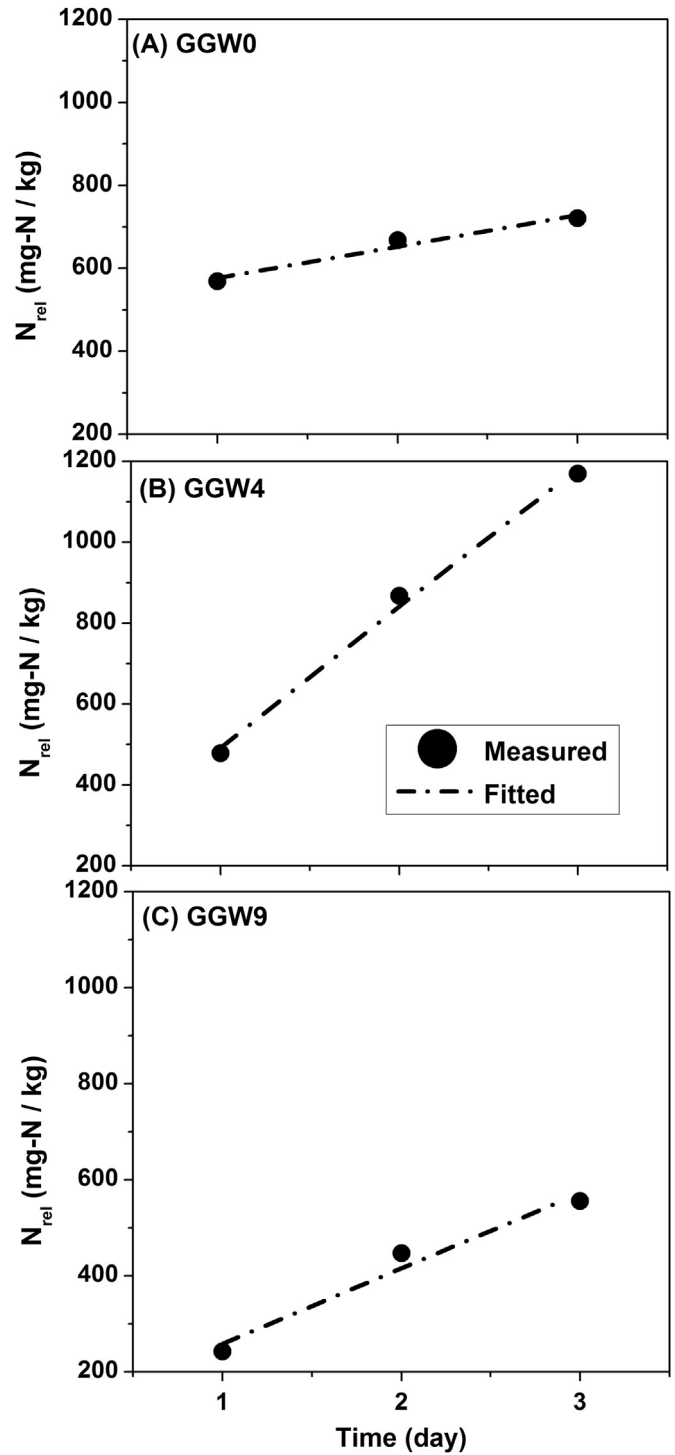 1200
(A) GGW0
1000
800
600
400
200
N_rel (mg-N / kg)
1200
(B) GGW4
1000
800
600
400
200
N_rel (mg-N / kg)
Measured
Fitted
1200
(C) GGW9
1000
800
600
400
200
N_rel (mg-N / kg)
1 2 3
Time (day)